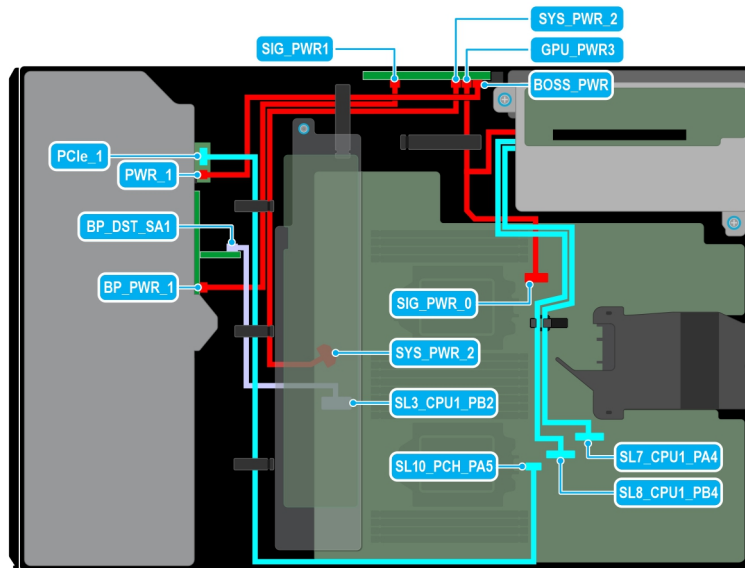 SYS_PWR_2
SIG_PWR1
GPU_PWR3
BOSS_PWR
PCIe_1
PWR_1
BP_DST_SA1
BP_PWR_1
SIG_PWR_0
SYS_PWR_2
SL3_CPU1_PB2
SL10_PCH_PA5
SL7_CPU1_PA4
SL8_CPU1_PB4